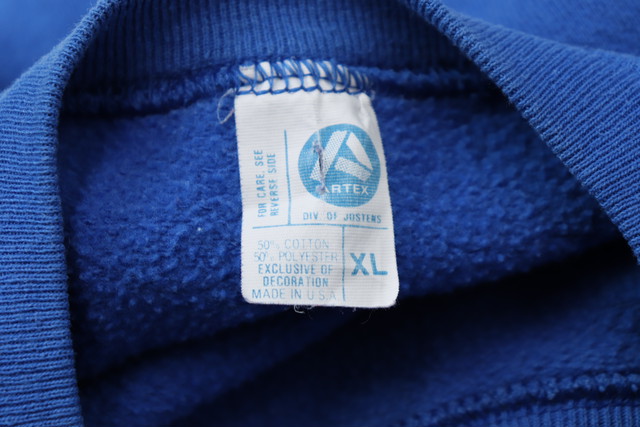 FOR CARE, SEE
REVERSE SIDE
ARTEX
DIV. OF JOSTENS
50% COTTON
50% POLYESTER
EXCLUSIVE OF
DECORATION
MADE IN U.S.A
XL